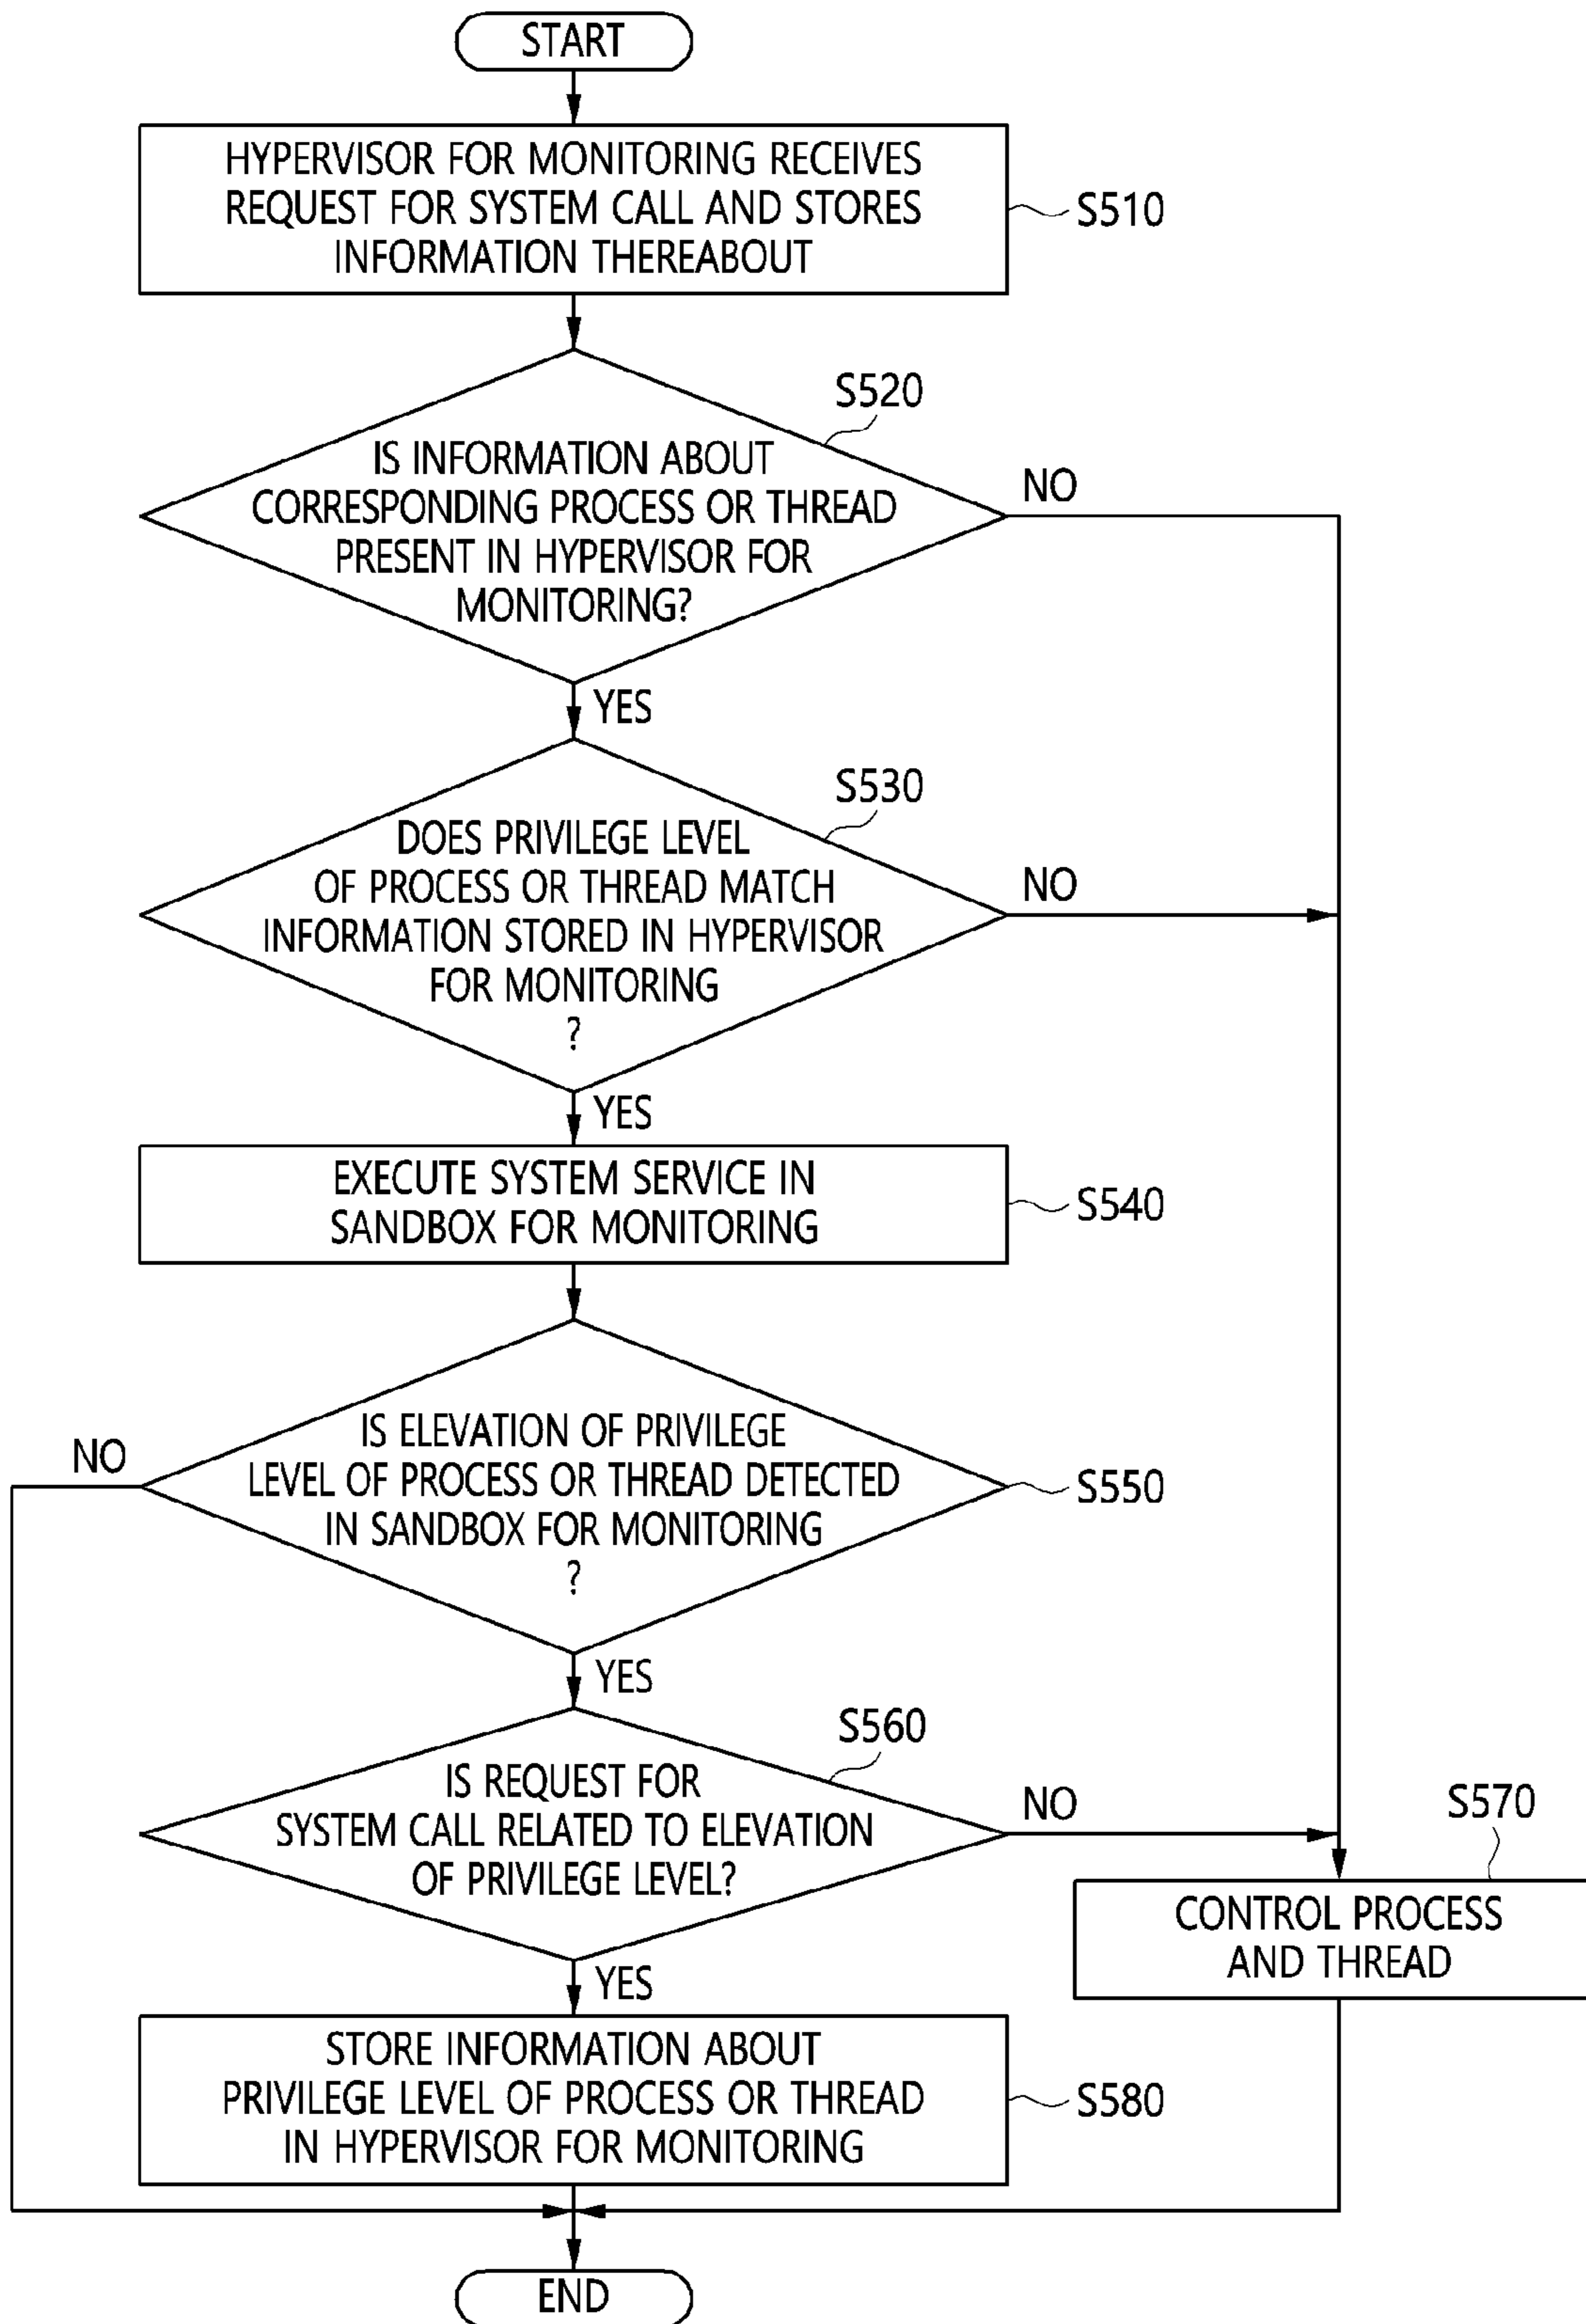 START
HYPERVISOR FOR MONITORING RECEIVES
REQUEST FOR SYSTEM CALL AND STORES
INFORMATION THEREABOUT
S510
S520
IS INFORMATION ABOUT
CORRESPONDING PROCESS OR THREAD
PRESENT IN HYPERVISOR FOR
MONITORING?
NO
YES
S530
DOES PRIVILEGE LEVEL
OF PROCESS OR THREAD MATCH
INFORMATION STORED IN HYPERVISOR
FOR MONITORING
?
NO
YES
EXECUTE SYSTEM SERVICE IN
SANDBOX FOR MONITORING
S540
NO
IS ELEVATION OF PRIVILEGE
LEVEL OF PROCESS OR THREAD DETECTED
IN SANDBOX FOR MONITORING
?
S550
YES
S560
IS REQUEST FOR
SYSTEM CALL RELATED TO ELEVATION
OF PRIVILEGE LEVEL?
NO
S570
CONTROL PROCESS
AND THREAD
YES
STORE INFORMATION ABOUT
PRIVILEGE LEVEL OF PROCESS OR THREAD
IN HYPERVISOR FOR MONITORING
S580
END